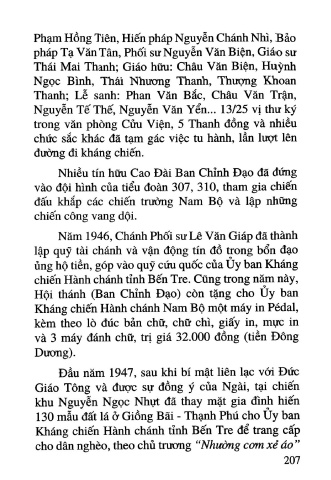 Phạm Hồng Tiên, Hiến pháp Nguyễn Chánh Nhì, Bảo
pháp Tạ Văn Tân, Phối sư Nguyễn Văn Biện, Giáo sư
Thái Mai Thanh; Giáo hữu: Châu Văn Biện, Huỳnh
Ngọc Bình, Thái Nhương Thanh, Thượng Khoan
Thanh; Lễ sanh: Phan Văn Bắc, Châu Văn Trận,
Nguyễn Tế Thế, Nguyễn Văn Yển... 13/25 vị thư ký
trong văn phòng Cửu Viện, 5 Thanh đồng và nhiều
chức sắc khác đã tạm gác việc tu hành, lần lượt lên
đường đi kháng chiến.
Nhiều tín hữu Cao Đài Ban Chỉnh Đạo đã đứng
vào đội hình của tiểu đoàn 307, 310, tham gia chiến
đấu khắp các chiến trường Nam Bộ và lập những
chiến công vang dội.
Năm 1946, Chánh Phối sư Lê Văn Giáp đã thành
lập quỹ tài chánh và vận động tín đồ trong bổn đạo
ủng hộ tiền, góp vào quỹ cứu quốc của Ủy ban Kháng
chiến Hành chánh tỉnh Bến Tre. Cũng trong năm này,
Hội thánh (Ban Chỉnh Đạo) còn tặng cho Ủy ban
Kháng chiến Hành chánh Nam Bộ một máy in Pédal,
kèm theo lò đúc bản chữ, chữ chì, giấy in, mực in
và 3 máy đánh chữ, trị giá 32.000 đồng (tiền Đông
Dương).
Đầu năm 1947, sau khi bí mật liên lạc với Đức
Giáo Tông và được sự đồng ý của Ngài, tại chiến
khu Nguyễn Ngọc Nhựt đã thay mặt gia đình hiến
130 mẫu đất lá ở Giồng Bãi - Thạnh Phú cho Ủy ban
Kháng chiến Hành chánh tỉnh Bến Tre để trang cấp
cho dân nghèo, theo chủ trương “Nhường cơm xẻ áo”
207